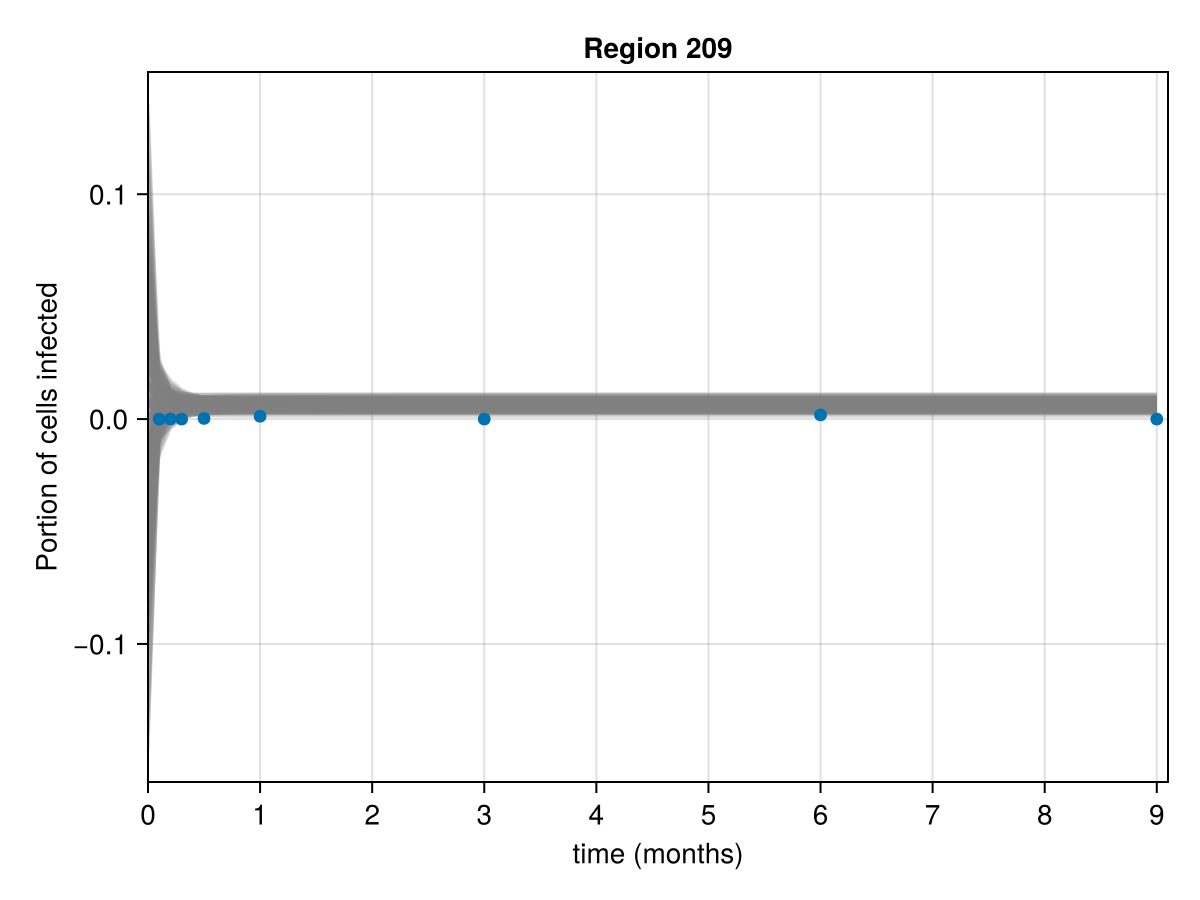 Region 209
Portion of cells infected
0.1
0.0
−0.1
0 1 2 3 4 5 6 7 8 9
time (months)